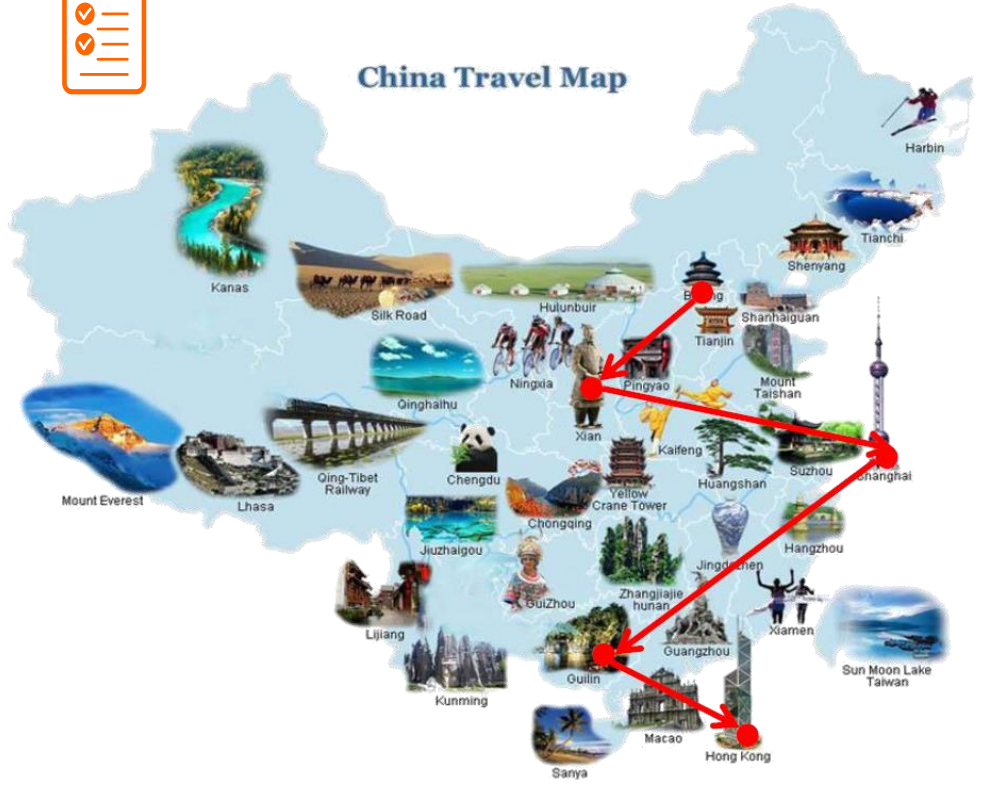 China Travel Map
Harbin
Tianchi
Shenyang
Kanas
Silk Road
Hulunbuir
Shanhaiguan
Tianjin
Qinghaihu
Ningxia
Pingyao
Mount
Taishan
Xian
Kaifeng
Mount Everest
Lhasa
Qing-Tibet
Railway
Chengdu
Yellow
Crane Tower
Huangshan
Suzhou
Shanghai
Chongqing
Jiuzhaigou
Jingdezhen
Hangzhou
GuiZhou
Zhangjiajie
hunan
Lijiang
Xiamen
Guangzhou
Sun Moon Lake
Taiwan
Guilin
Kunming
Macao
Hong Kong
Sanya